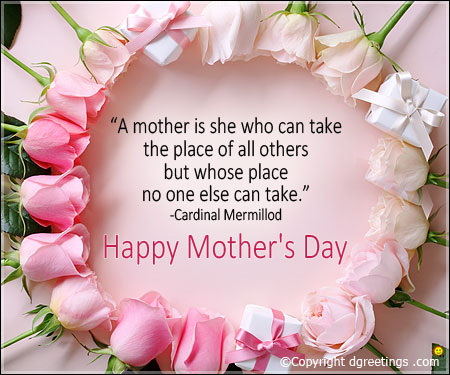 “A mother is she who can take
the place of all others
but whose place
no one else can take.”
-Cardinal Mermillod
Happy Mother's Day
©Copyright dgreetings .com